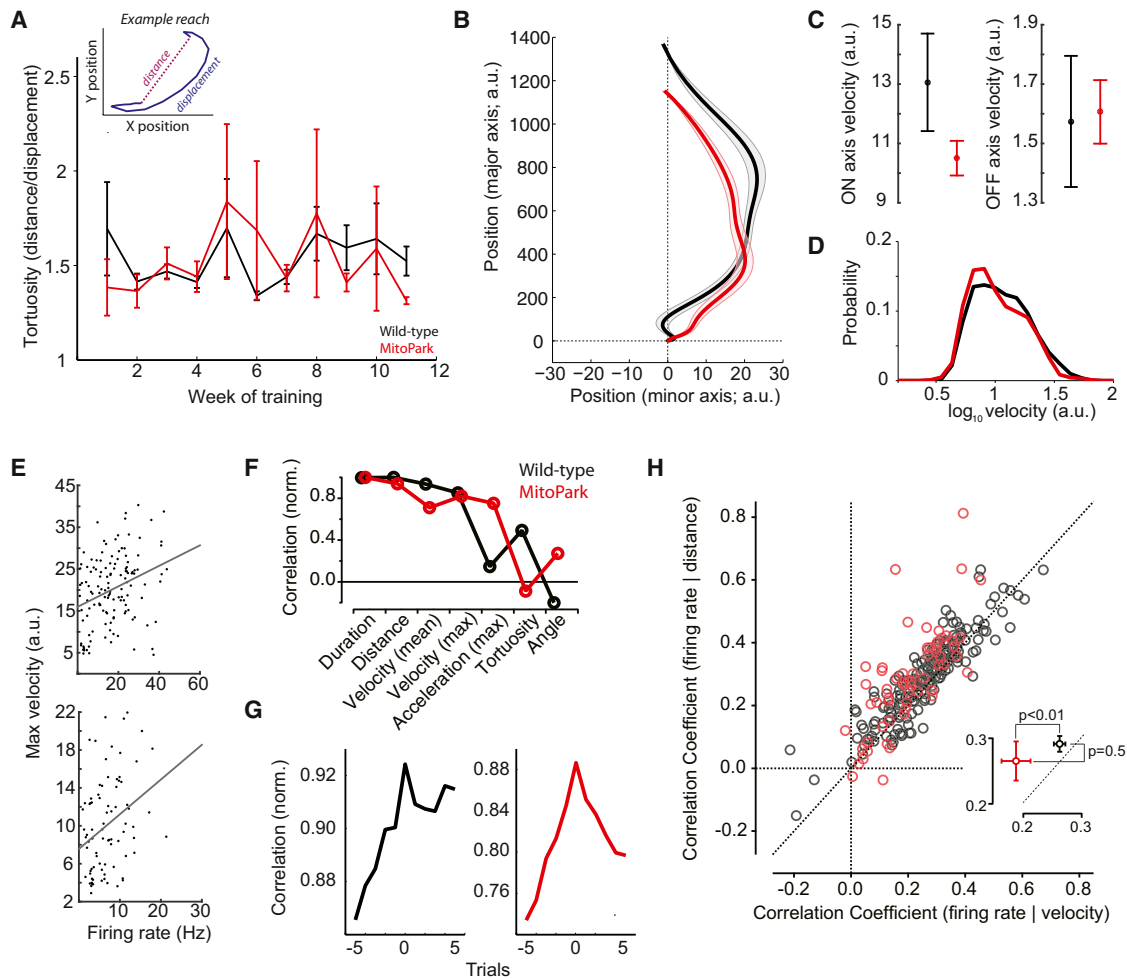 A
Example reach
Y position
distance
displacement
X position
Tortuosity (distance/displacement)
2.5
2
1.5
1
2 4 6 8 10 12
Week of training
Wild-type
MitoPark
B
Position (major axis; a.u.)
1400
1200
1000
800
600
400
200
0
−30 −20 −10 0 10 20 30
Position (minor axis; a.u.)
C
ON axis velocity (a.u.)
15
13
11
9
OFF axis velocity (a.u.)
1.9
1.7
1.5
1.3
D
Probability
0.2
0.1
0
0.5 1 1.5 2
log10 velocity (a.u.)
E
Max velocity (a.u.)
45
35
25
15
5
20 40 60
22
20
18
16
14
12
10
8
6
4
2
10 20 30
Firing rate (Hz)
F
Wild-type
MitoPark
Correlation (norm.)
0.8
0.4
0.0
Duration
Distance
Velocity (mean)
Velocity (max)
Acceleration (max)
Tortuosity
Angle
G
Correlation (norm.)
0.92
0.90
0.88
-5 0 5
0.88
0.84
0.80
0.76
-5 0 5
Trials
H
Correlation Coefficient (firing rate | distance)
0.8
0.6
0.4
0.2
0.0
-0.2
-0.2 0.0 0.2 0.4 0.6 0.8
Correlation Coefficient (firing rate | velocity)
p<0.01
p=0.5
0.3
0.2
0.2 0.3